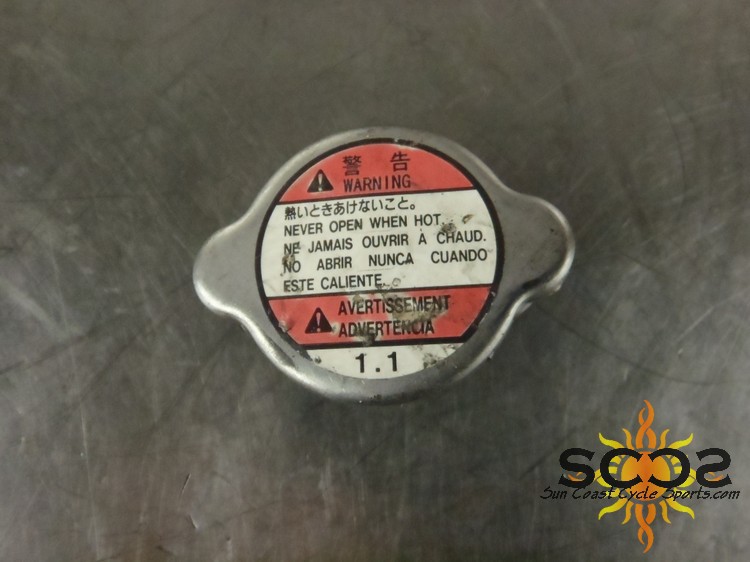 警告
WARNING
熱いときあけないこと。
NEVER OPEN WHEN HOT.
NE JAMAIS OUVRIR À CHAUD.
NO ABRIR NUNCA CUANDO
ESTE CALIENTE.
AVERTISSEMENT
ADVERTENCIA
1.1
SCCS
Sun Coast Cycle Sports.com